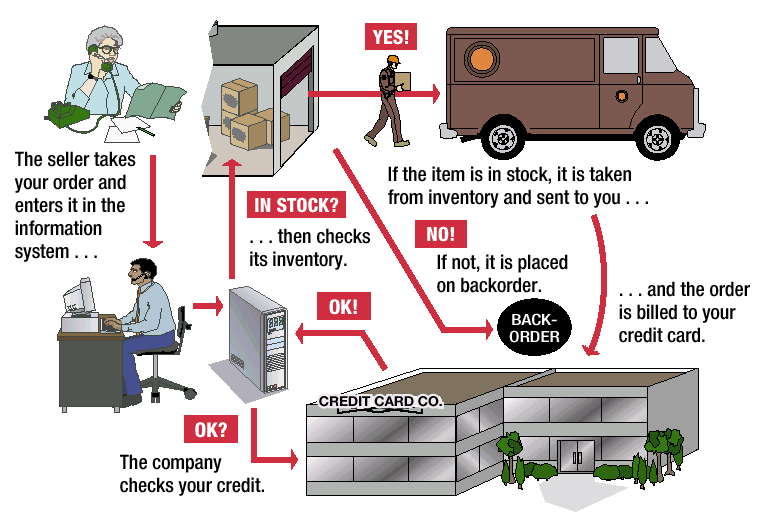 YES!
The seller takes
your order and
enters it in the
information
system . . .
If the item is in stock, it is taken
from inventory and sent to you . . .
IN STOCK?
. . . then checks
its inventory.
NO!
If not, it is placed
on backorder.
BACK-
ORDER
. . . and the order
is billed to your
credit card.
OK!
CREDIT CARD CO.
OK?
The company
checks your credit.